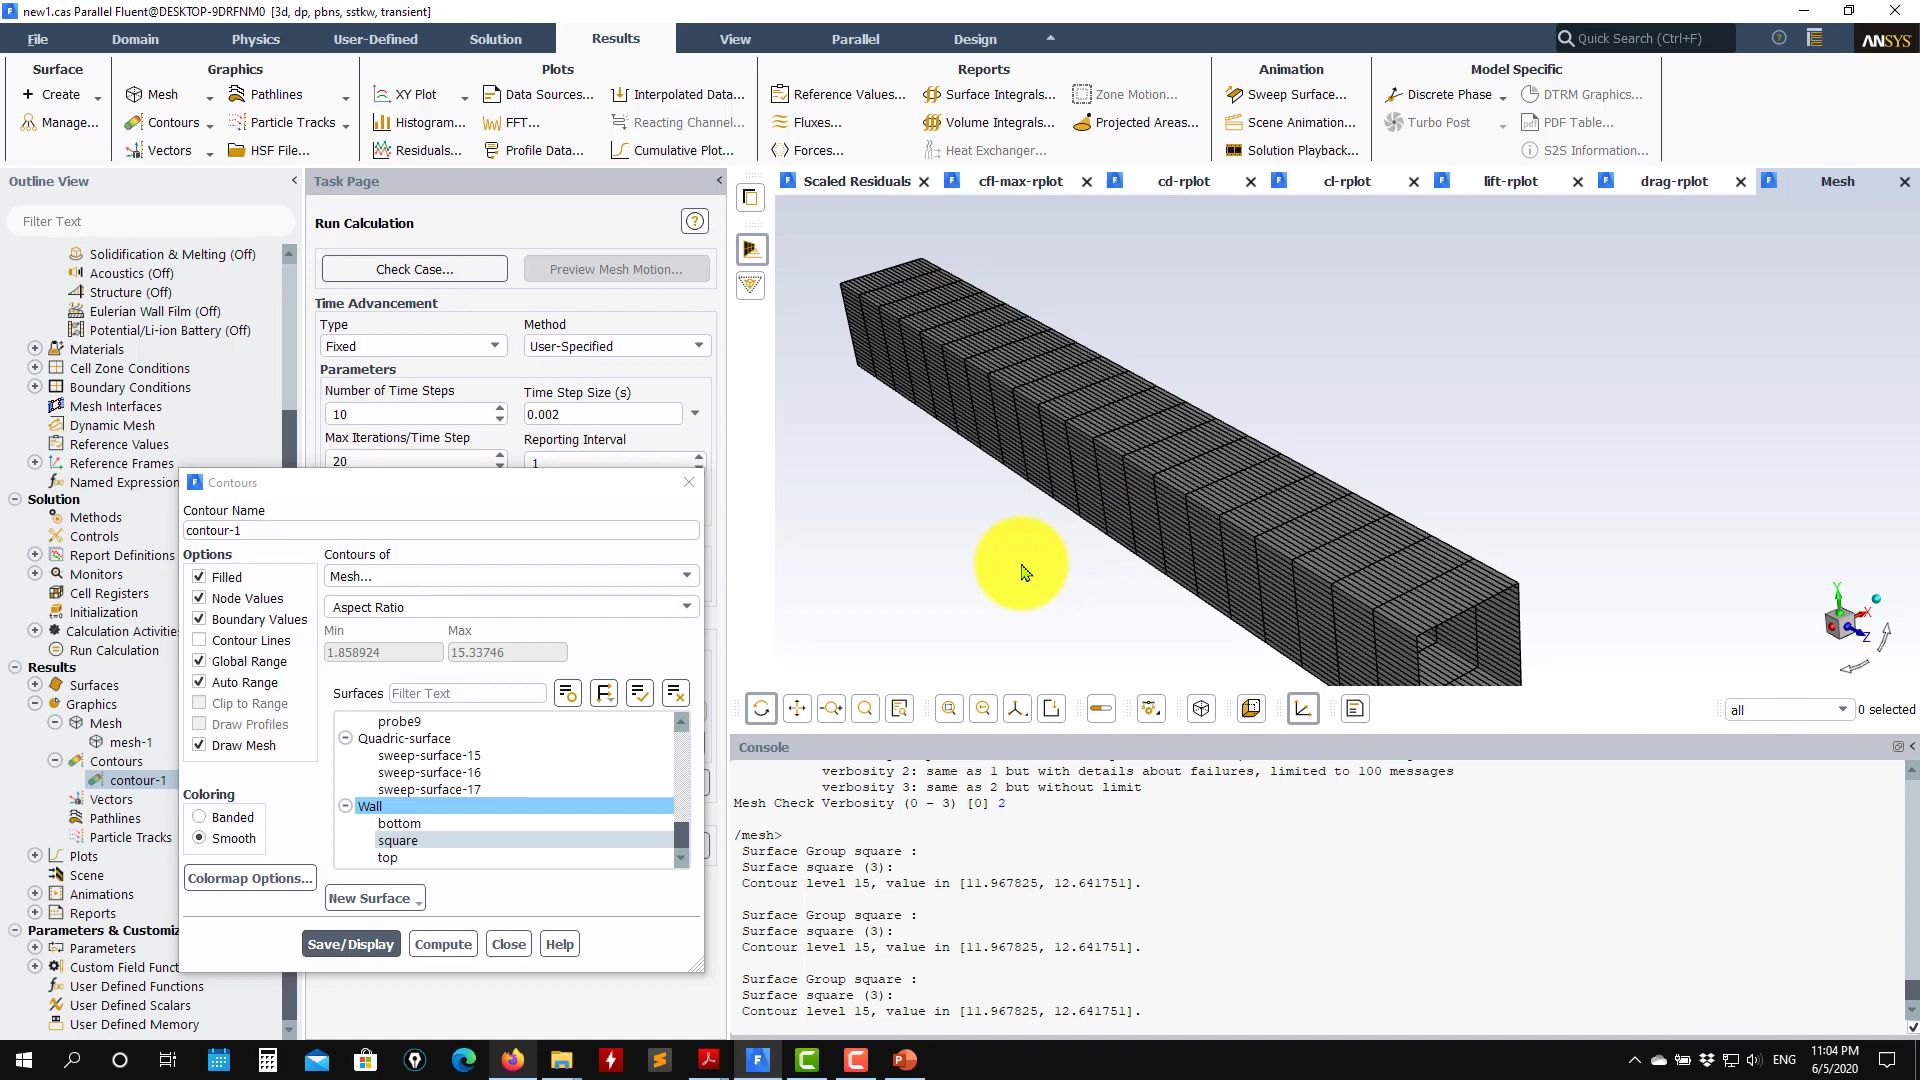 new1.cas Parallel Fluent@DESKTOP-9DRFNM0 [3d, dp, pbns, sstkw, transient]
File Domain Physics User-Defined Solution Results View Parallel Design Quick Search (Ctrl+F) ANSYS
Surface Graphics Plots Reports Animation Model Specific
Create Mesh Pathlines XY Plot Data Sources... Interpolated Data... Reference Values... Surface Integrals... Zone Motion... Sweep Surface... Discrete Phase DTRM Graphics...
Manage... Contours Particle Tracks Histogram... FFT... Reacting Channel... Fluxes... Volume Integrals... Projected Areas... Scene Animation... Turbo Post PDF Table...
Vectors HSF File... Residuals... Profile Data... Cumulative Plot... Forces... Heat Exchanger... Solution Playback... S2S Information...
Outline View
Filter Text
Solidification & Melting (Off)
Acoustics (Off)
Structure (Off)
Eulerian Wall Film (Off)
Potential/Li-ion Battery (Off)
Materials
Cell Zone Conditions
Boundary Conditions
Mesh Interfaces
Dynamic Mesh
Reference Values
Reference Frames
Named Expression
Solution
Methods
Controls
Report Definitions
Monitors
Cell Registers
Initialization
Calculation Activitie
Run Calculation
Results
Surfaces
Graphics
Mesh
mesh-1
Contours
contour-1
Vectors
Pathlines
Particle Tracks
Plots
Scene
Animations
Reports
Parameters & Customiz
Parameters
Custom Field Funct
User Defined Functions
User Defined Scalars
User Defined Memory
Task Page
Run Calculation
Check Case... Preview Mesh Motion...
Time Advancement
Type Method
Fixed User-Specified
Parameters
Number of Time Steps Time Step Size (s)
10 0.002
Max Iterations/Time Step Reporting Interval
20 1
Contours
Contour Name
contour-1
Options
Filled
Node Values
Boundary Values
Contour Lines
Global Range
Auto Range
Clip to Range
Draw Profiles
Draw Mesh
Coloring
Banded
Smooth
Colormap Options...
Contours of
Mesh...
Aspect Ratio
Min Max
1.858924 15.33746
Surfaces Filter Text
probe9
Quadric-surface
sweep-surface-15
sweep-surface-16
sweep-surface-17
Wall
bottom
square
top
New Surface
Save/Display Compute Close Help
Scaled Residuals cfl-max-rplot cd-rplot cl-rplot lift-rplot drag-rplot Mesh
Y
X
Z
all 0 selected
Console
verbosity 2: same as 1 but with details about failures, limited to 100 messages
verbosity 3: same as 2 but without limit
Mesh Check Verbosity (0 - 3) [0] 2
/mesh>
Surface Group square :
Surface square (3):
Contour level 15, value in [11.967825, 12.641751].
Surface Group square :
Surface square (3):
Contour level 15, value in [11.967825, 12.641751].
Surface Group square :
Surface square (3):
Contour level 15, value in [11.967825, 12.641751].
ENG
11:04 PM
6/5/2020